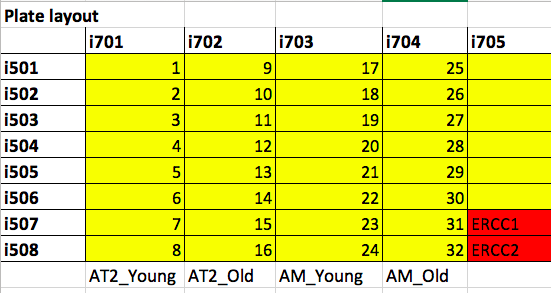 Plate layout
i701 i702 i703 i704 i705
i501 1 9 17 25
i502 2 10 18 26
i503 3 11 19 27
i504 4 12 20 28
i505 5 13 21 29
i506 6 14 22 30
i507 7 15 23 31 ERCC1
i508 8 16 24 32 ERCC2
AT2_Young AT2_Old AM_Young AM_Old